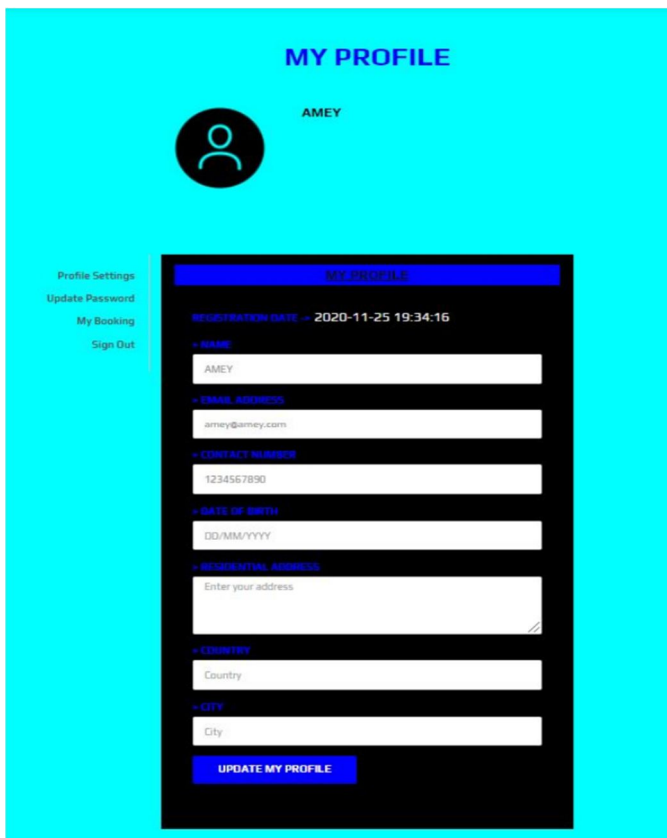 MY PROFILE
AMEY
Profile Settings
Update Password
My Booking
Sign Out
MY PROFILE
REGISTRATION DATE -- 2020-11-25 19:34:16
» NAME
AMEY
» EMAIL ADDRESS
amey@amey.com
» CONTACT NUMBER
1234567890
» DATE OF BIRTH
DD/MM/YYYY
» RESIDENTIAL ADDRESS
Enter your address
» COUNTRY
Country
» CITY
City
UPDATE MY PROFILE